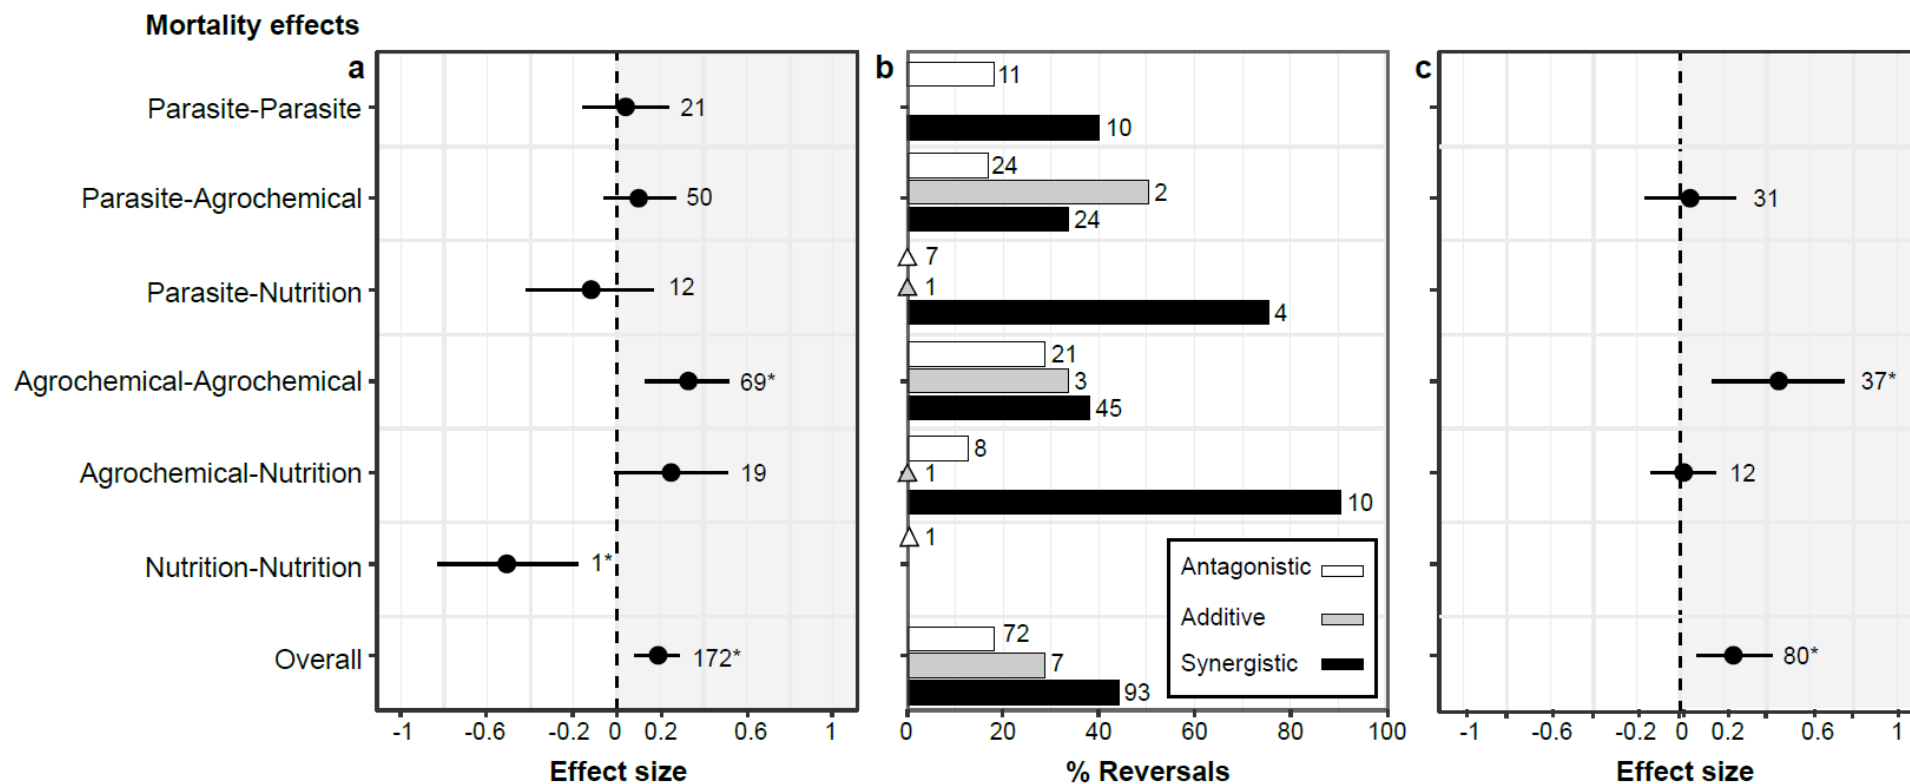 Mortality effects
a
b
c
Parasite-Parasite
21
11
10
Parasite-Agrochemical
50
24
2
24
31
Parasite-Nutrition
12
7
1
4
Agrochemical-Agrochemical
69*
21
3
45
37*
Agrochemical-Nutrition
19
8
1
10
12
Nutrition-Nutrition
1*
1
Antagonistic
Additive
Synergistic
Overall
172*
72
7
93
80*
-1 -0.6 -0.2 0 0.2 0.6 1
0 20 40 60 80 100
-1 -0.6 -0.2 0 0.2 0.6 1
Effect size
% Reversals
Effect size